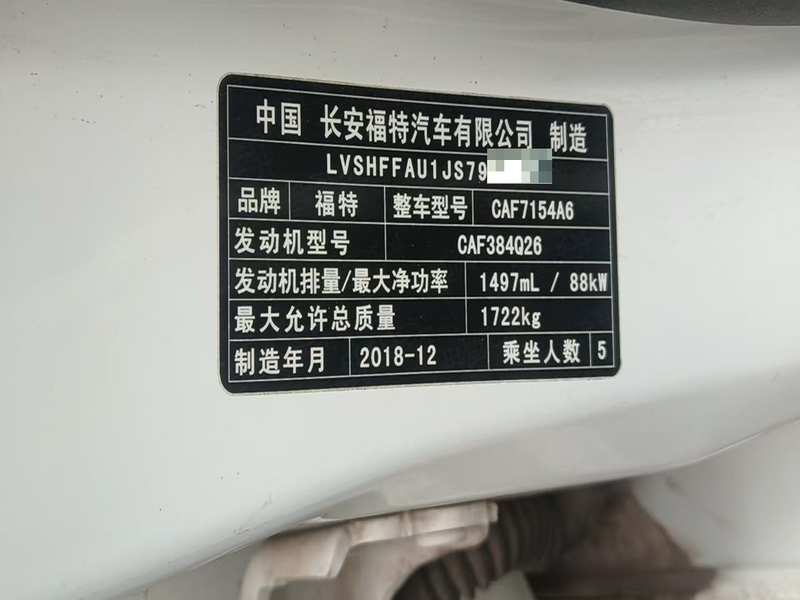 中国 长安福特汽车有限公司 制造
LVSHFFAU1JS79
品牌 福特 整车型号 CAF7154A6
发动机型号 CAF384Q26
发动机排量/最大净功率 1497mL / 88kW
最大允许总质量 1722kg
制造年月 2018-12 乘坐人数 5